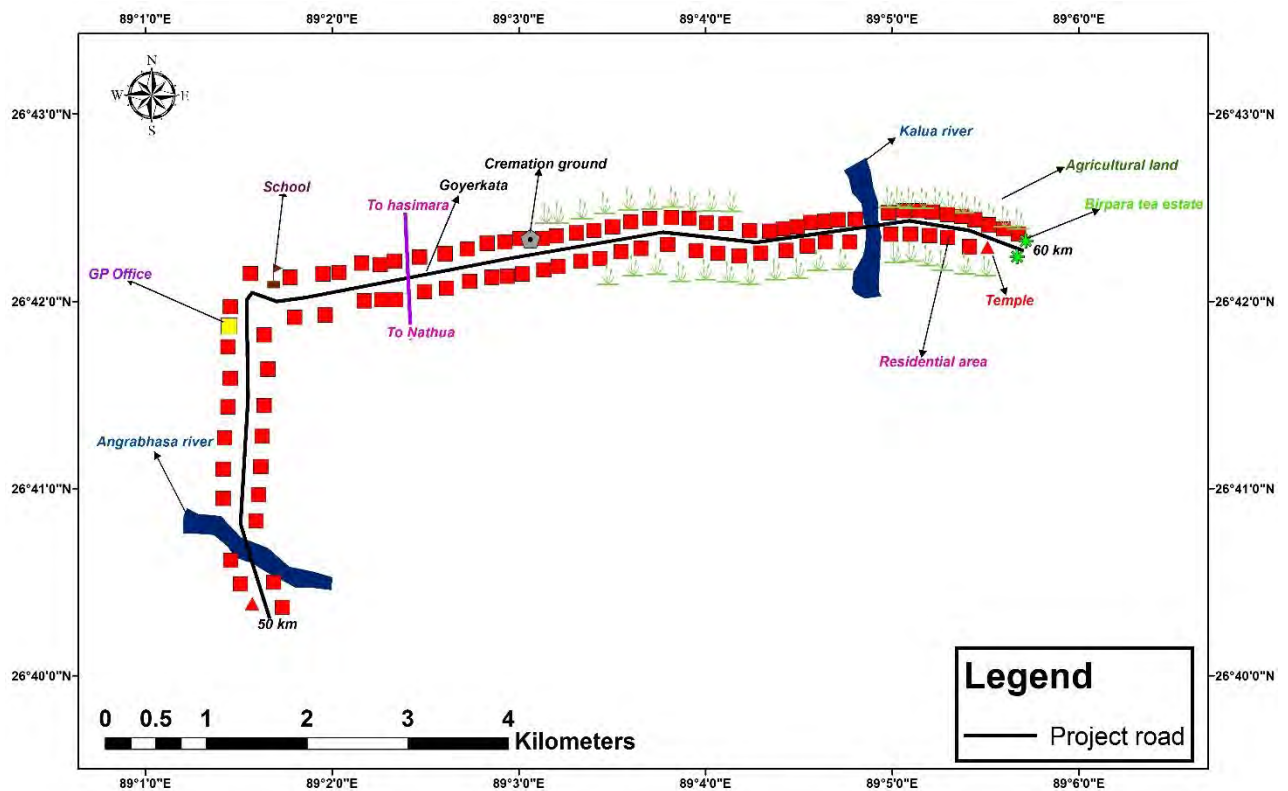 89°1'0"E
89°2'0"E
89°3'0"E
89°4'0"E
89°5'0"E
89°6'0"E
N
W
E
S
26°43'0"N
26°43'0"N
Kalua river
Cremation ground
Agricultural land
School
Goyerkata
To hasimara
Birpara tea estate
60 km
GP Office
26°42'0"N
26°42'0"N
Temple
To Nathua
Residential area
Angrabhasa river
26°41'0"N
26°41'0"N
50 km
26°40'0"N
26°40'0"N
Legend
Project road
0 0.5 1 2 3 4
Kilometers
89°1'0"E
89°2'0"E
89°3'0"E
89°4'0"E
89°5'0"E
89°6'0"E